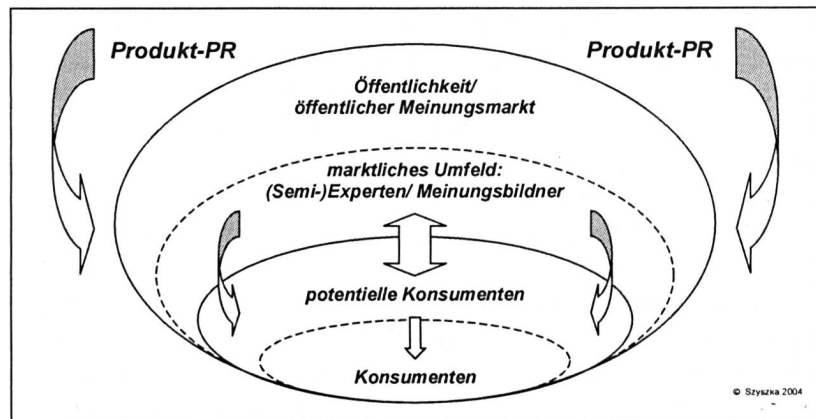 Produkt-PR
Produkt-PR
Öffentlichkeit/
öffentlicher Meinungsmarkt
marktliches Umfeld:
(Semi-)Experten/ Meinungsbildner
potentielle Konsumenten
Konsumenten
© Szyszka 2004